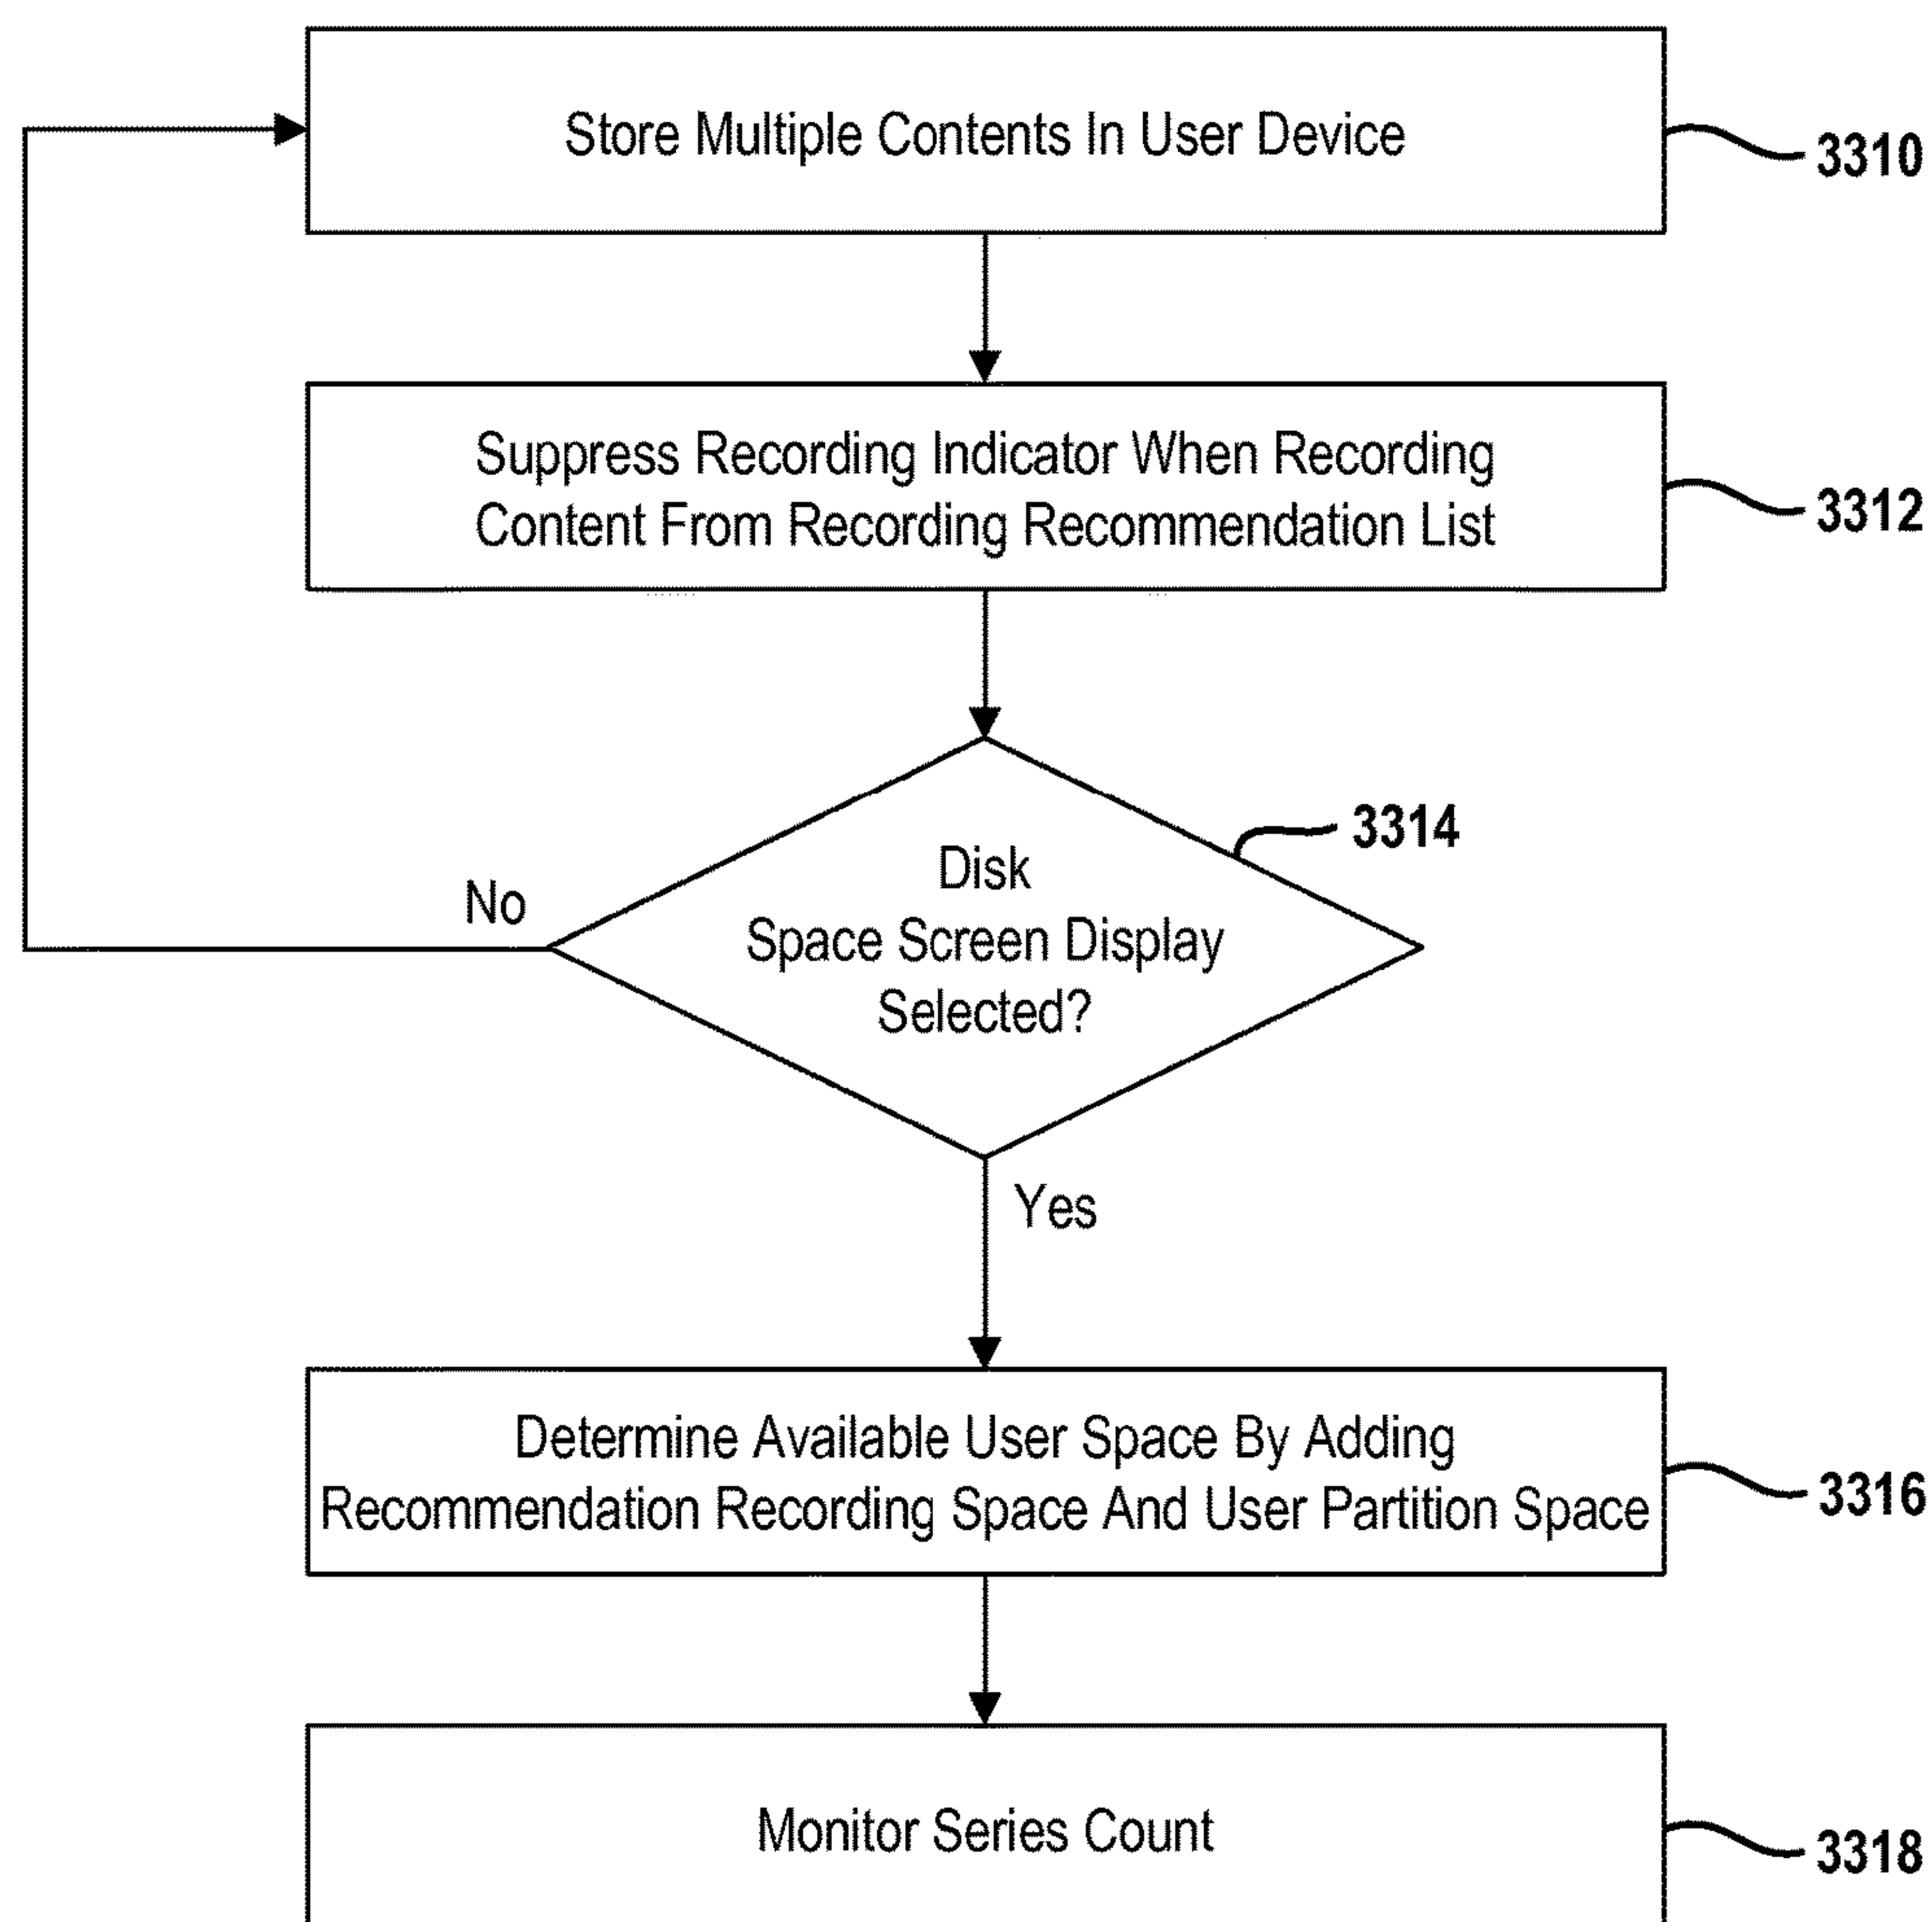 Store Multiple Contents In User Device
3310
Suppress Recording Indicator When Recording
Content From Recording Recommendation List
3312
3314
Disk
Space Screen Display
Selected?
No
Yes
Determine Available User Space By Adding
Recommendation Recording Space And User Partition Space
3316
Monitor Series Count
3318